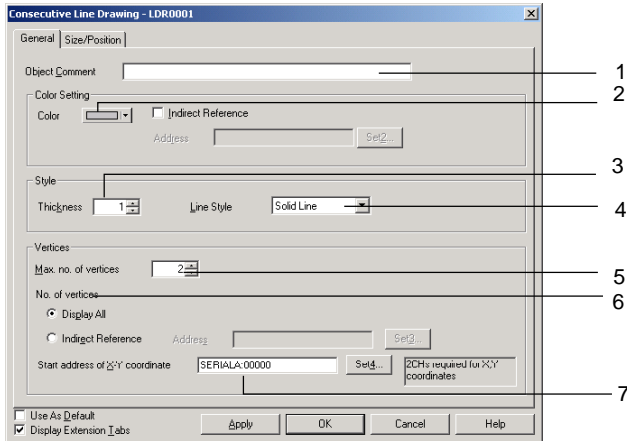 Consecutive Line Drawing - LDR0001
General Size/Position
Object Comment 1
Color Setting 2
Color Indirect Reference
Address Set2...
Style 3
Thickness 1 Line Style Solid Line 4
Vertices
Max. no. of vertices 2 5
No. of vertices 6
Display All
Indirect Reference Address Set3...
Start address of X-Y coordinate SERIALA:00000 Set4... 2CHs required for X,Y
coordinates
7
Use As Default
Display Extension Tabs Apply OK Cancel Help